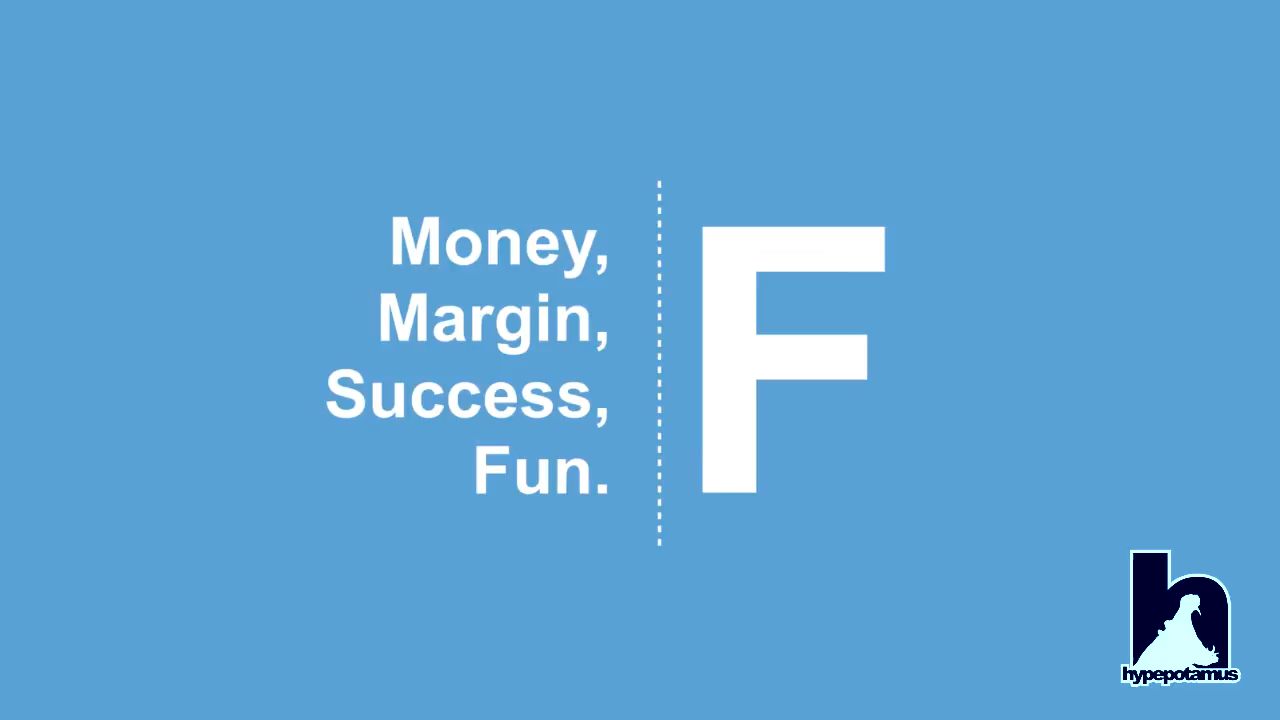 Money,
Margin,
Success,
Fun.
F
h
hypepotamus